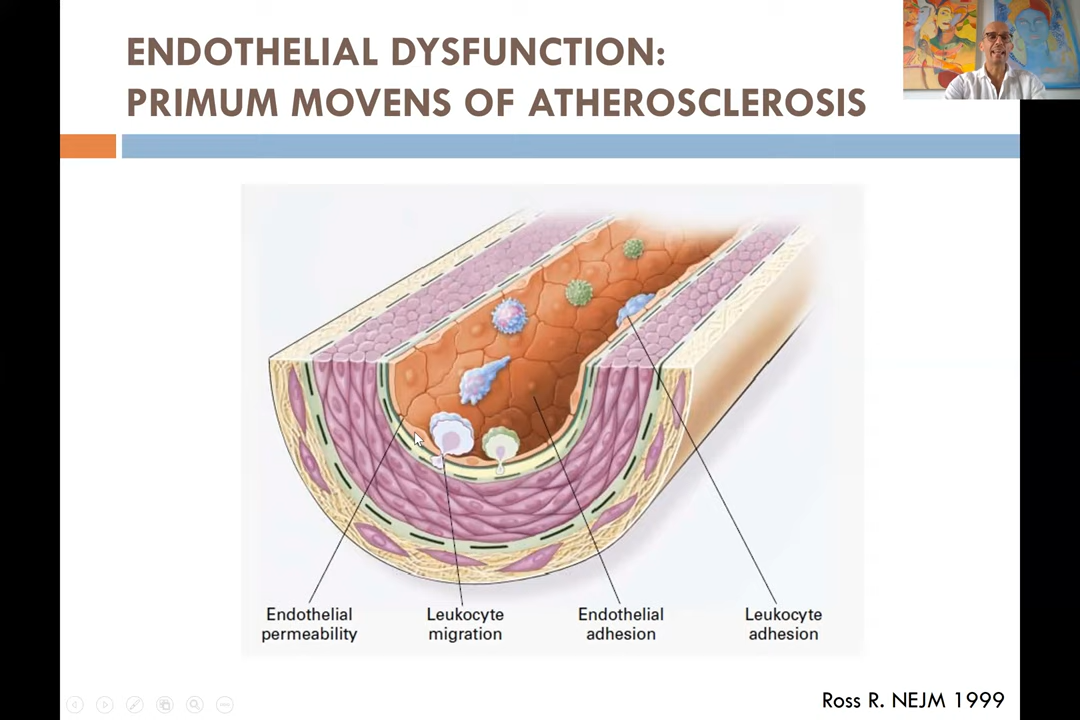 ENDOTHELIAL DYSFUNCTION:
PRIMUM MOVENS OF ATHEROSCLEROSIS
Endothelial permeability
Leukocyte migration
Endothelial adhesion
Leukocyte adhesion
Ross R. NEJM 1999